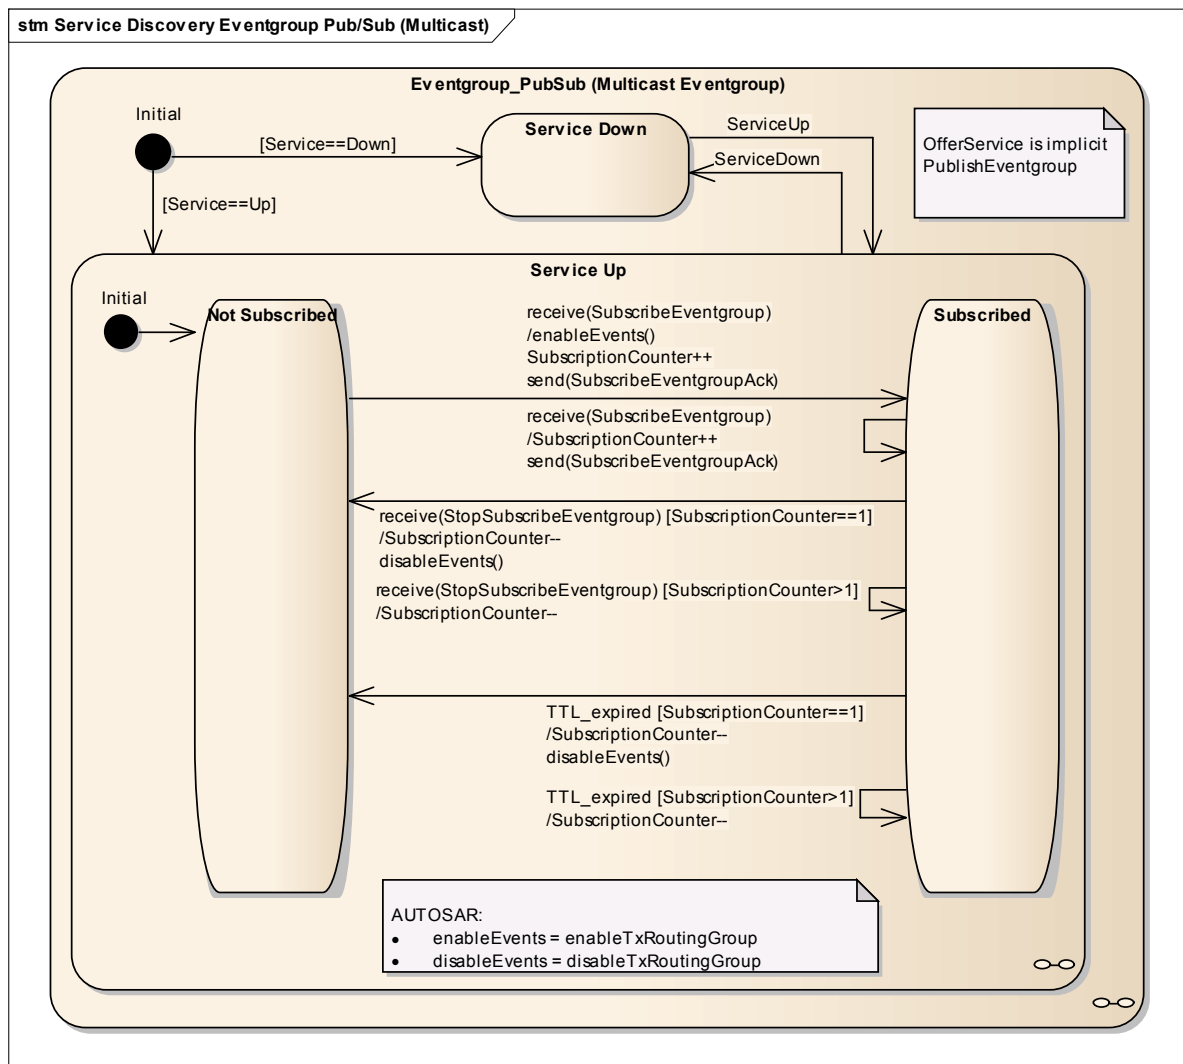 stm Service Discovery Eventgroup Pub/Sub (Multicast)
Eventgroup_PubSub (Multicast Eventgroup)
Initial
Service Down
[Service==Down]
ServiceUp
ServiceDown
OfferService is implicit
PublishEventgroup
[Service==Up]
Service Up
Initial
Not Subscribed
Subscribed
receive(SubscribeEventgroup)
/enableEvents()
SubscriptionCounter++
send(SubscribeEventgroupAck)
receive(SubscribeEventgroup)
/SubscriptionCounter++
send(SubscribeEventgroupAck)
receive(StopSubscribeEventgroup) [SubscriptionCounter==1]
/SubscriptionCounter--
disableEvents()
receive(StopSubscribeEventgroup) [SubscriptionCounter>1]
/SubscriptionCounter--
TTL_expired [SubscriptionCounter==1]
/SubscriptionCounter--
disableEvents()
TTL_expired [SubscriptionCounter>1]
/SubscriptionCounter--
AUTOSAR:
• enableEvents = enableTxRoutingGroup
• disableEvents = disableTxRoutingGroup